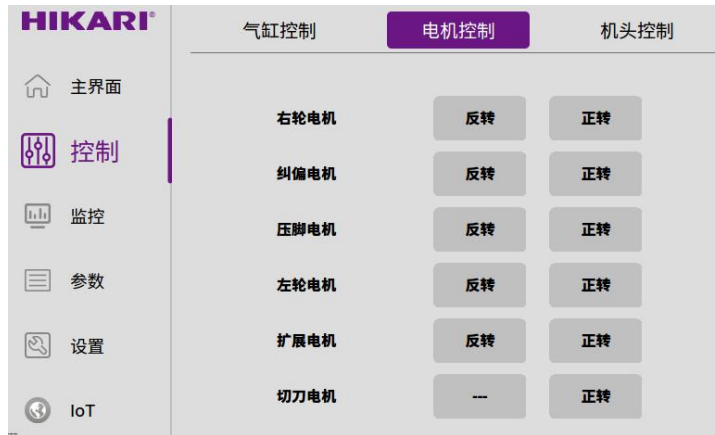 HIKARI®
气缸控制 电机控制 机头控制
主界面
控制
监控
参数
设置
IoT
右轮电机 反转 正转
纠偏电机 反转 正转
压脚电机 反转 正转
左轮电机 反转 正转
扩展电机 反转 正转
切刀电机 --- 正转